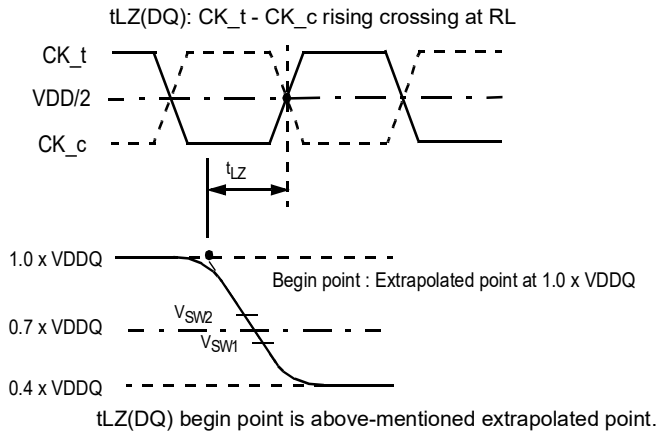 tLZ(DQ): CK_t - CK_c rising crossing at RL
CK_t
VDD/2
CK_c
tLZ
1.0 x VDDQ
Begin point : Extrapolated point at 1.0 x VDDQ
VSW2
0.7 x VDDQ
VSW1
0.4 x VDDQ
tLZ(DQ) begin point is above-mentioned extrapolated point.